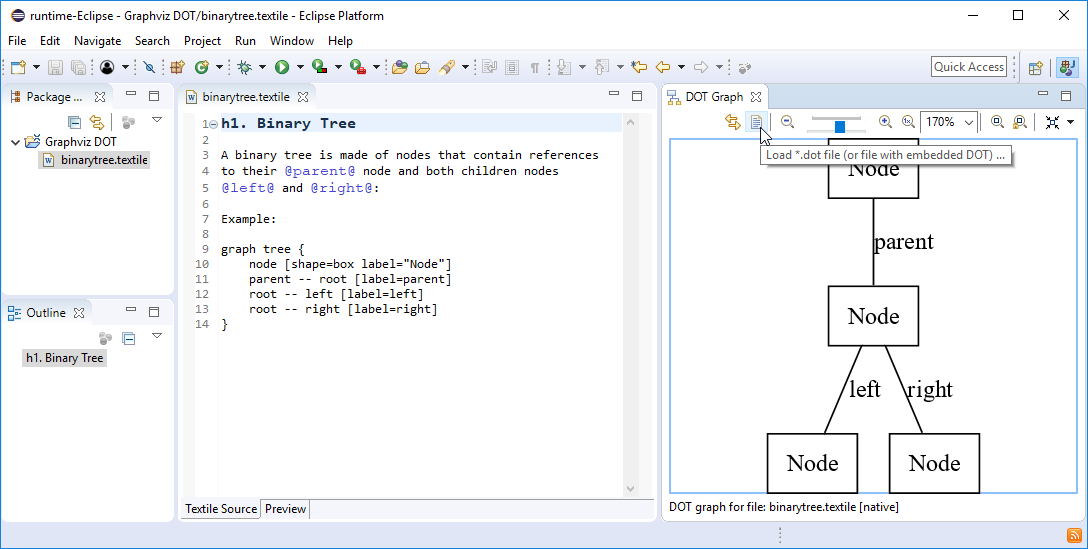 runtime-Eclipse - Graphviz DOT/binarytree.textile - Eclipse Platform
File Edit Navigate Search Project Run Window Help
Quick Access
Package ...
Graphviz DOT
binarytree.textile
Outline
h1. Binary Tree
binarytree.textile
1 h1. Binary Tree
2
3 A binary tree is made of nodes that contain references
4 to their @parent@ node and both children nodes
5 @left@ and @right@:
6
7 Example:
8
9 graph tree {
10 node [shape=box label="Node"]
11 parent -- root [label=parent]
12 root -- left [label=left]
13 root -- right [label=right]
14 }
Textile Source Preview
DOT Graph
170%
Load *.dot file (or file with embedded DOT) ...
Node
parent
Node
left right
Node Node
DOT graph for file: binarytree.textile [native]